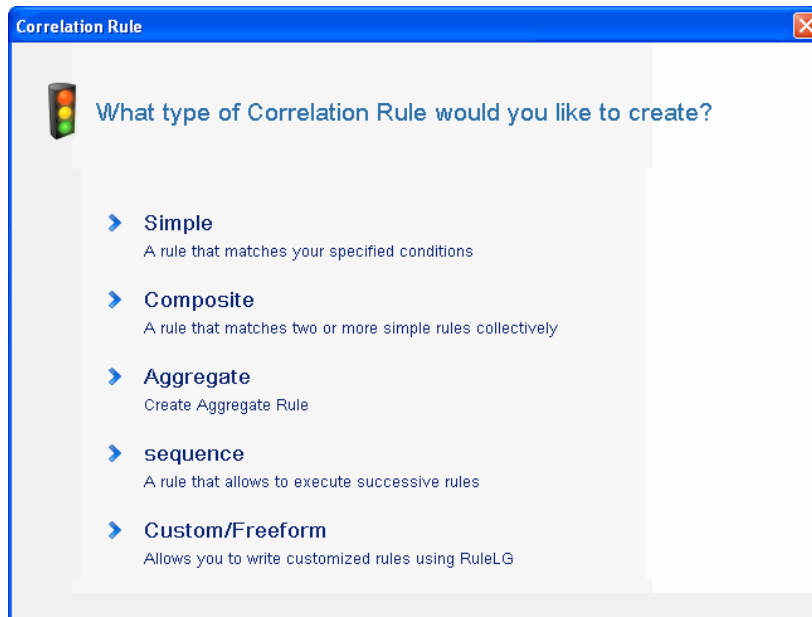 Correlation Rule
What type of Correlation Rule would you like to create?
Simple
A rule that matches your specified conditions
Composite
A rule that matches two or more simple rules collectively
Aggregate
Create Aggregate Rule
sequence
A rule that allows to execute successive rules
Custom/Freeform
Allows you to write customized rules using RuleLG